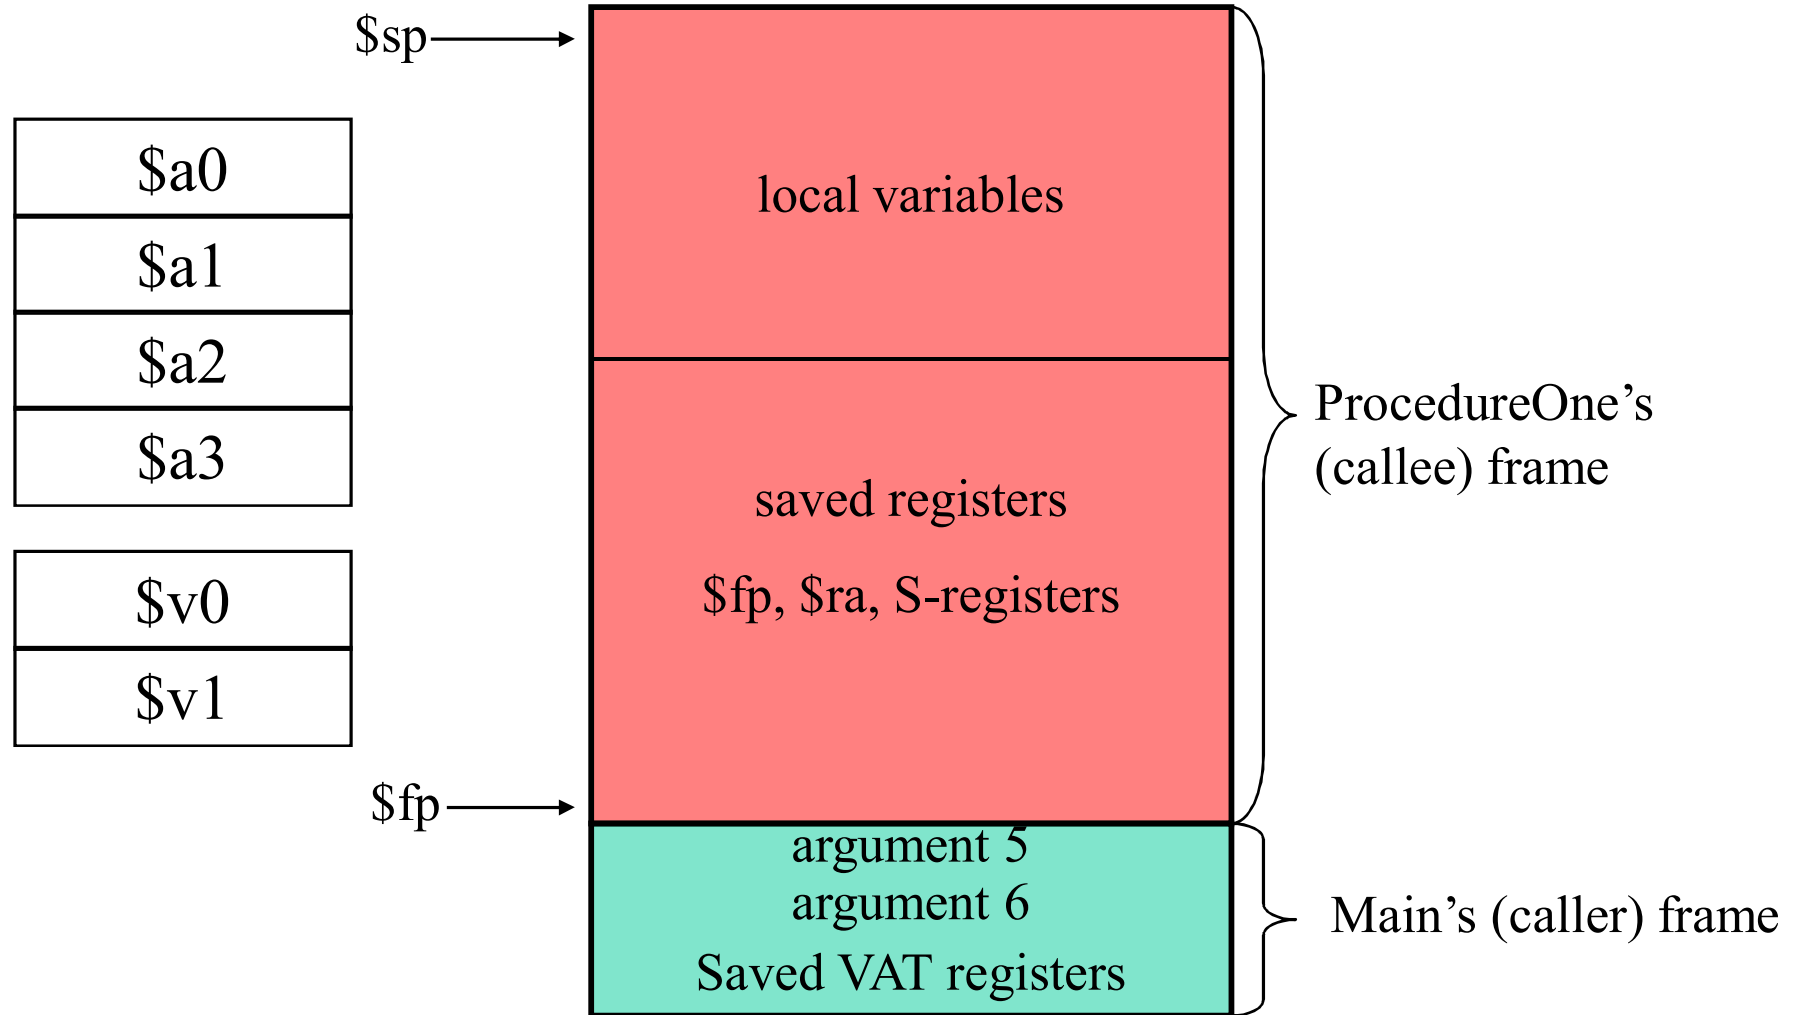 $sp
$a0
$a1
$a2
$a3
$v0
$v1
$fp
local variables
saved registers
$fp, $ra, S-registers
argument 5
argument 6
Saved VAT registers
ProcedureOne’s
(callee) frame
Main’s (caller) frame